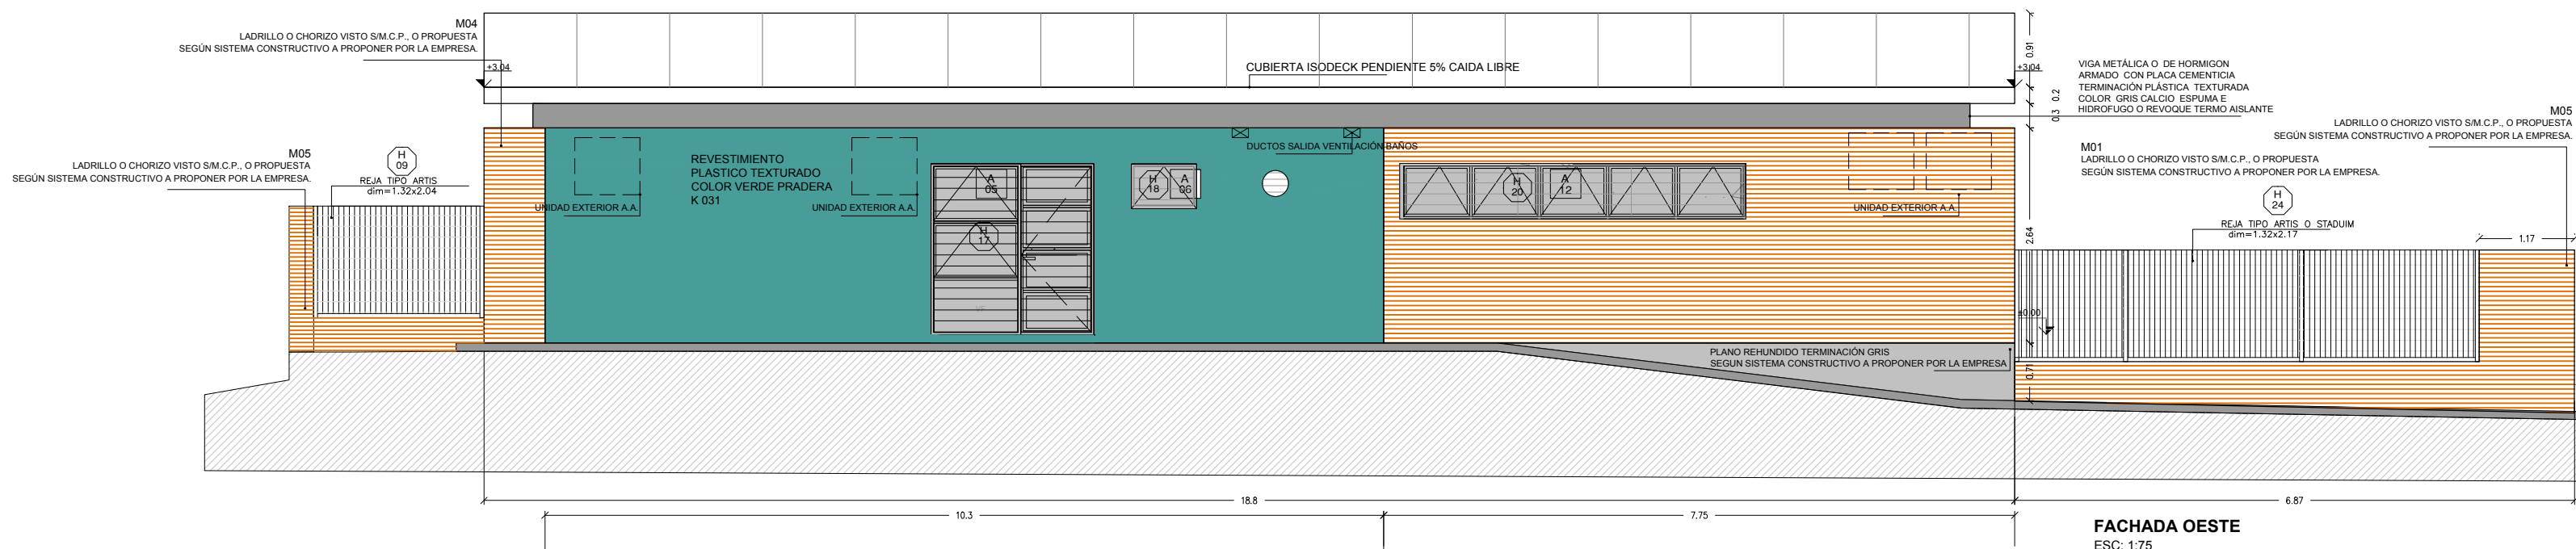 M04
LADRILLO O CHORIZO VISTO S/M.C.P., O PROPUESTA
SEGÚN SISTEMA CONSTRUCTIVO A PROPONER POR LA EMPRESA.
+3.04
CUBIERTA ISODECK PENDIENTE 5% CAIDA LIBRE
0.91
+3.04
0.2
0.3
VIGA METÁLICA O DE HORMIGON
ARMADO CON PLACA CEMENTICIA
TERMINACIÓN PLÁSTICA TEXTURADA
COLOR GRIS CALCIO ESPUMA E
HIDROFUGO O REVOQUE TERMO AISLANTE
M05
LADRILLO O CHORIZO VISTO S/M.C.P., O PROPUESTA
SEGÚN SISTEMA CONSTRUCTIVO A PROPONER POR LA EMPRESA.
M05
LADRILLO O CHORIZO VISTO S/M.C.P., O PROPUESTA
SEGÚN SISTEMA CONSTRUCTIVO A PROPONER POR LA EMPRESA.
H
09
REJA TIPO ARTIS
dim=1.32x2.04
UNIDAD EXTERIOR A.A.
REVESTIMIENTO
PLASTICO TEXTURADO
COLOR VERDE PRADERA
K 031
UNIDAD EXTERIOR A.A.
A
05
H
17
H
18
A
06
DUCTOS SALIDA VENTILACIÓN BAÑOS
H
20
A
12
UNIDAD EXTERIOR A.A.
M01
LADRILLO O CHORIZO VISTO S/M.C.P., O PROPUESTA
SEGÚN SISTEMA CONSTRUCTIVO A PROPONER POR LA EMPRESA.
H
24
REJA TIPO ARTIS O STADUIM
dim=1.32x2.17
1.17
2.64
±0.00
PLANO REHUNDIDO TERMINACIÓN GRIS
SEGUN SISTEMA CONSTRUCTIVO A PROPONER POR LA EMPRESA
0.71
18.8
6.87
10.3
7.75
FACHADA OESTE
ESC: 1:75